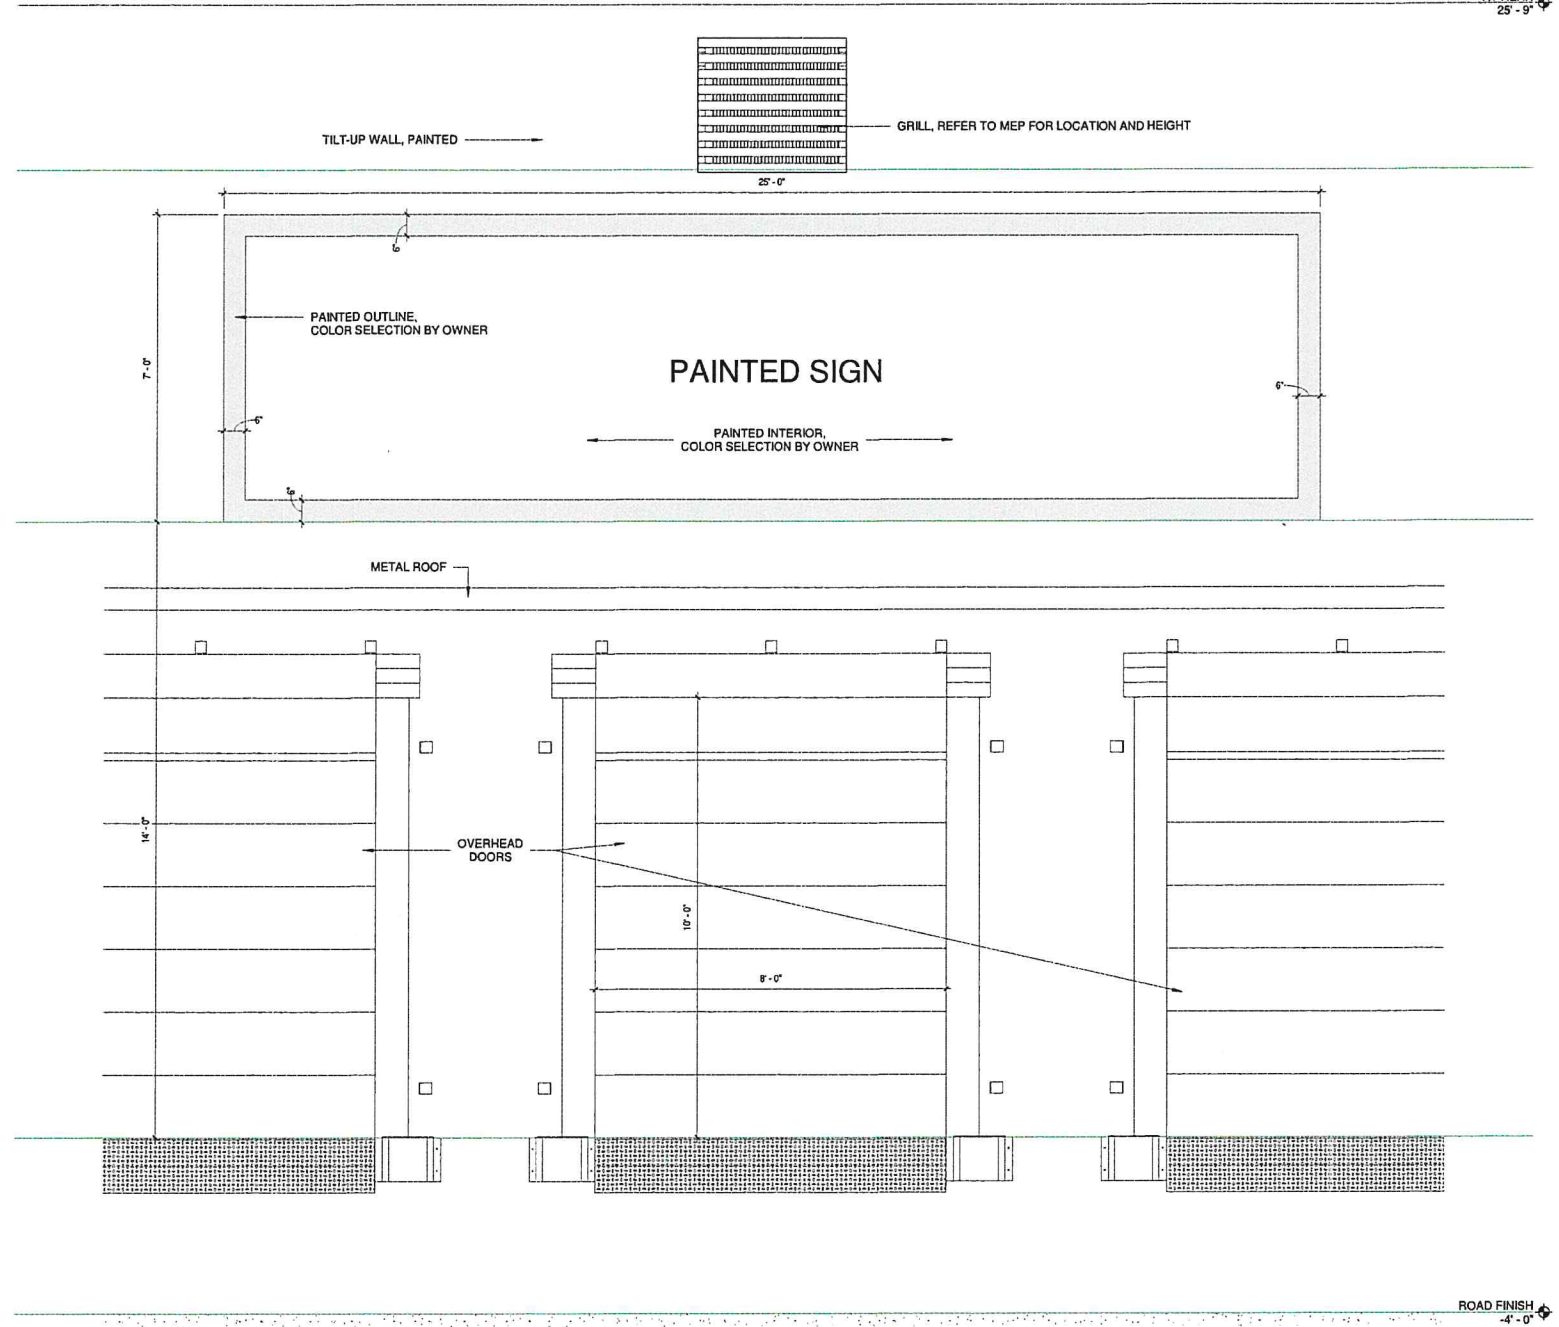 25' - 9"
TILT-UP WALL, PAINTED
GRILL, REFER TO MEP FOR LOCATION AND HEIGHT
25' - 0"
6"
PAINTED OUTLINE,
COLOR SELECTION BY OWNER
7' - 0"
PAINTED SIGN
6"
6"
PAINTED INTERIOR,
COLOR SELECTION BY OWNER
6"
METAL ROOF
14' - 0"
OVERHEAD
DOORS
10' - 0"
8' - 0"
ROAD FINISH
-4' - 0"